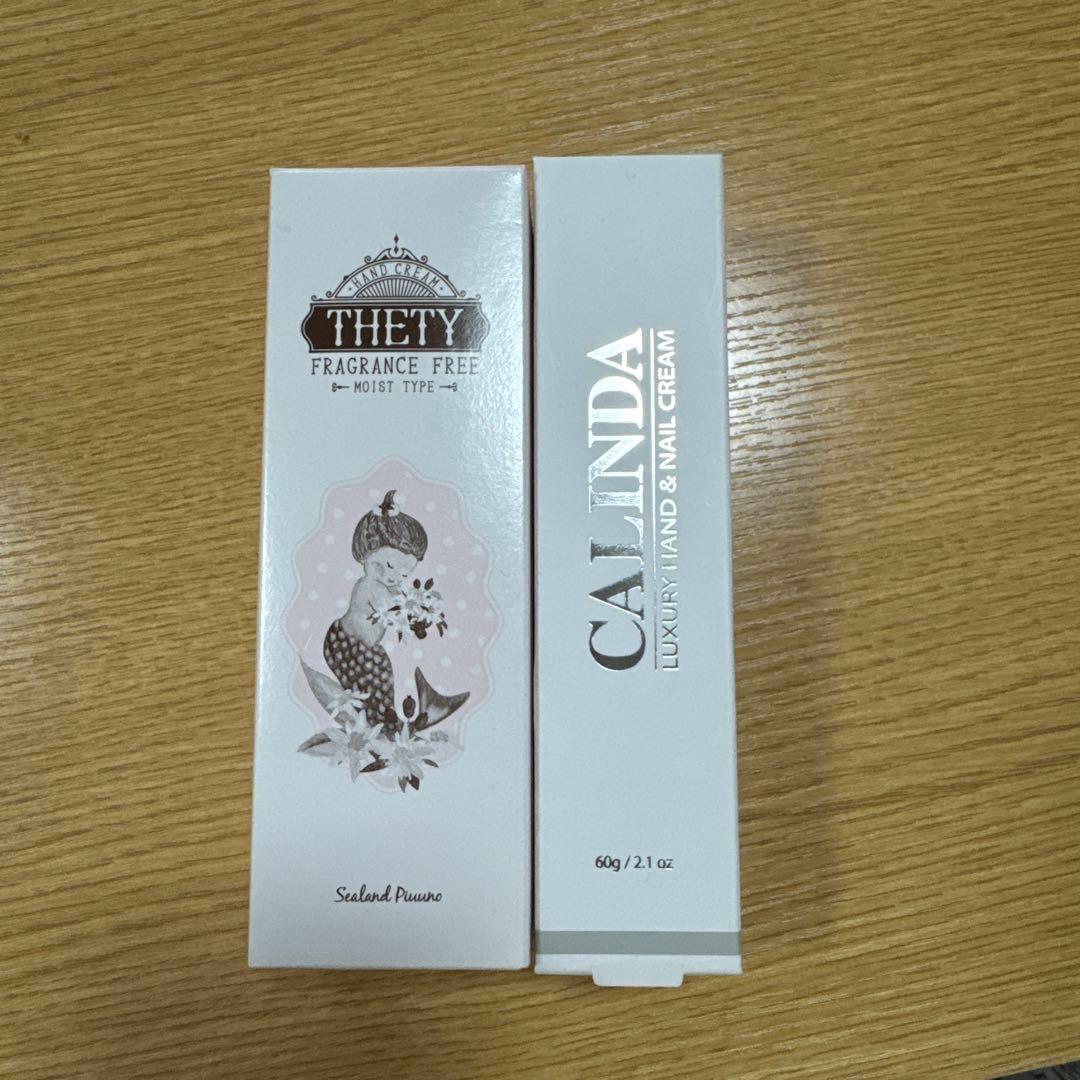 · HAND CREAM ·
THETY
FRAGRANCE FREE
MOIST TYPE
Sealand Piuuno
CALINDA
LUXURY HAND & NAIL CREAM
60g / 2.1 oz